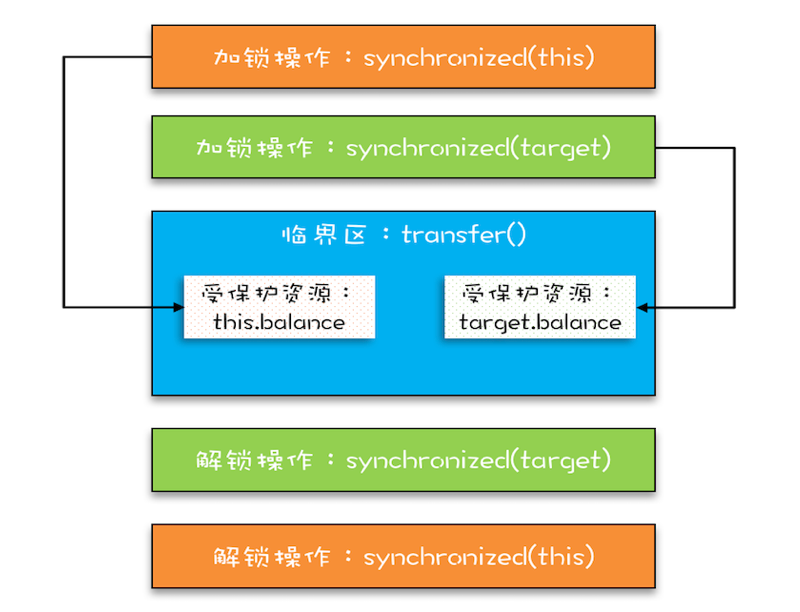 加锁操作：synchronized(this)
加锁操作：synchronized(target)
临界区：transfer()
受保护资源：
this.balance
受保护资源：
target.balance
解锁操作：synchronized(target)
解锁操作：synchronized(this)